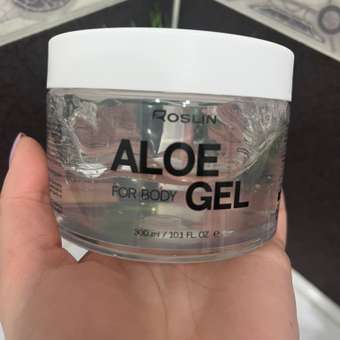 ROSLIN
ALOE
FOR BODY GEL
300 ml / 10.1 FL. OZ ℮